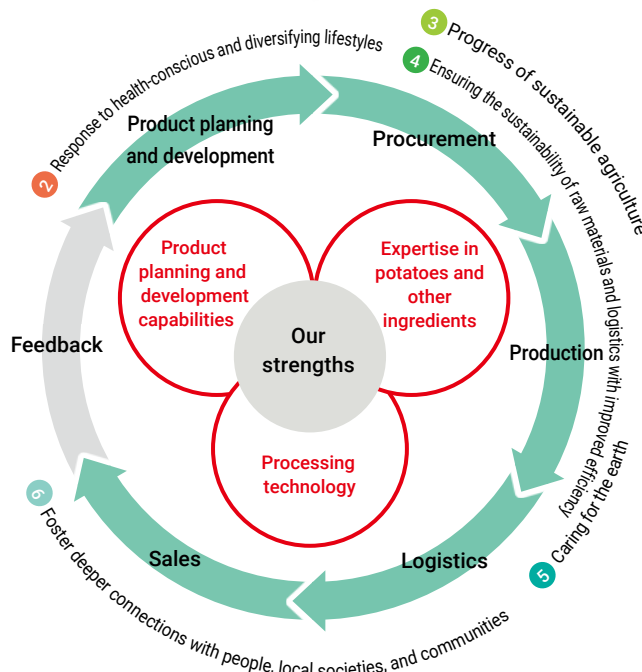 3 Progress of sustainable agriculture
4 Ensuring the sustainability of raw materials and logistics with improved efficiency
2 Response to health-conscious and diversifying lifestyles
Product planning
and development
Procurement
Product
planning and
development
capabilities
Expertise in
potatoes and
other
ingredients
Our
strengths
Feedback
Production
Processing
technology
Sales
Logistics
5 Caring for the earth
6 Foster deeper connections with people, local societies, and communities